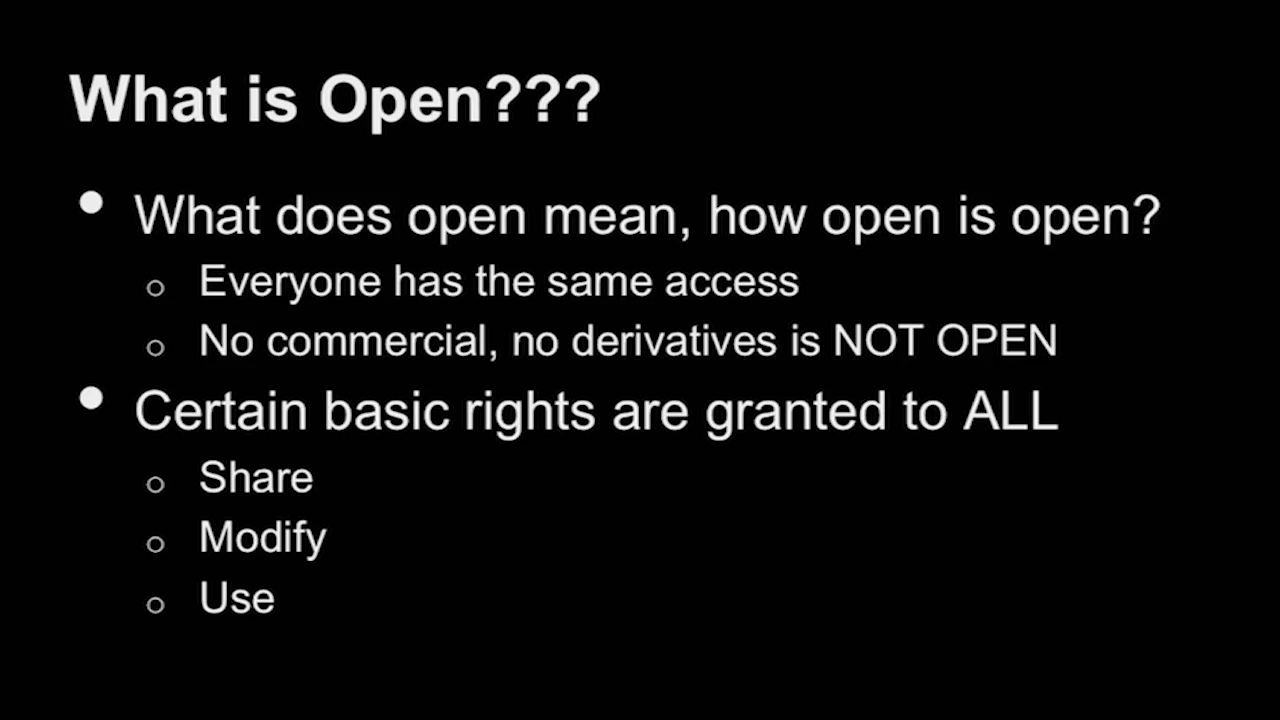 What is Open???
• What does open mean, how open is open?
o Everyone has the same access
o No commercial, no derivatives is NOT OPEN
• Certain basic rights are granted to ALL
o Share
o Modify
o Use